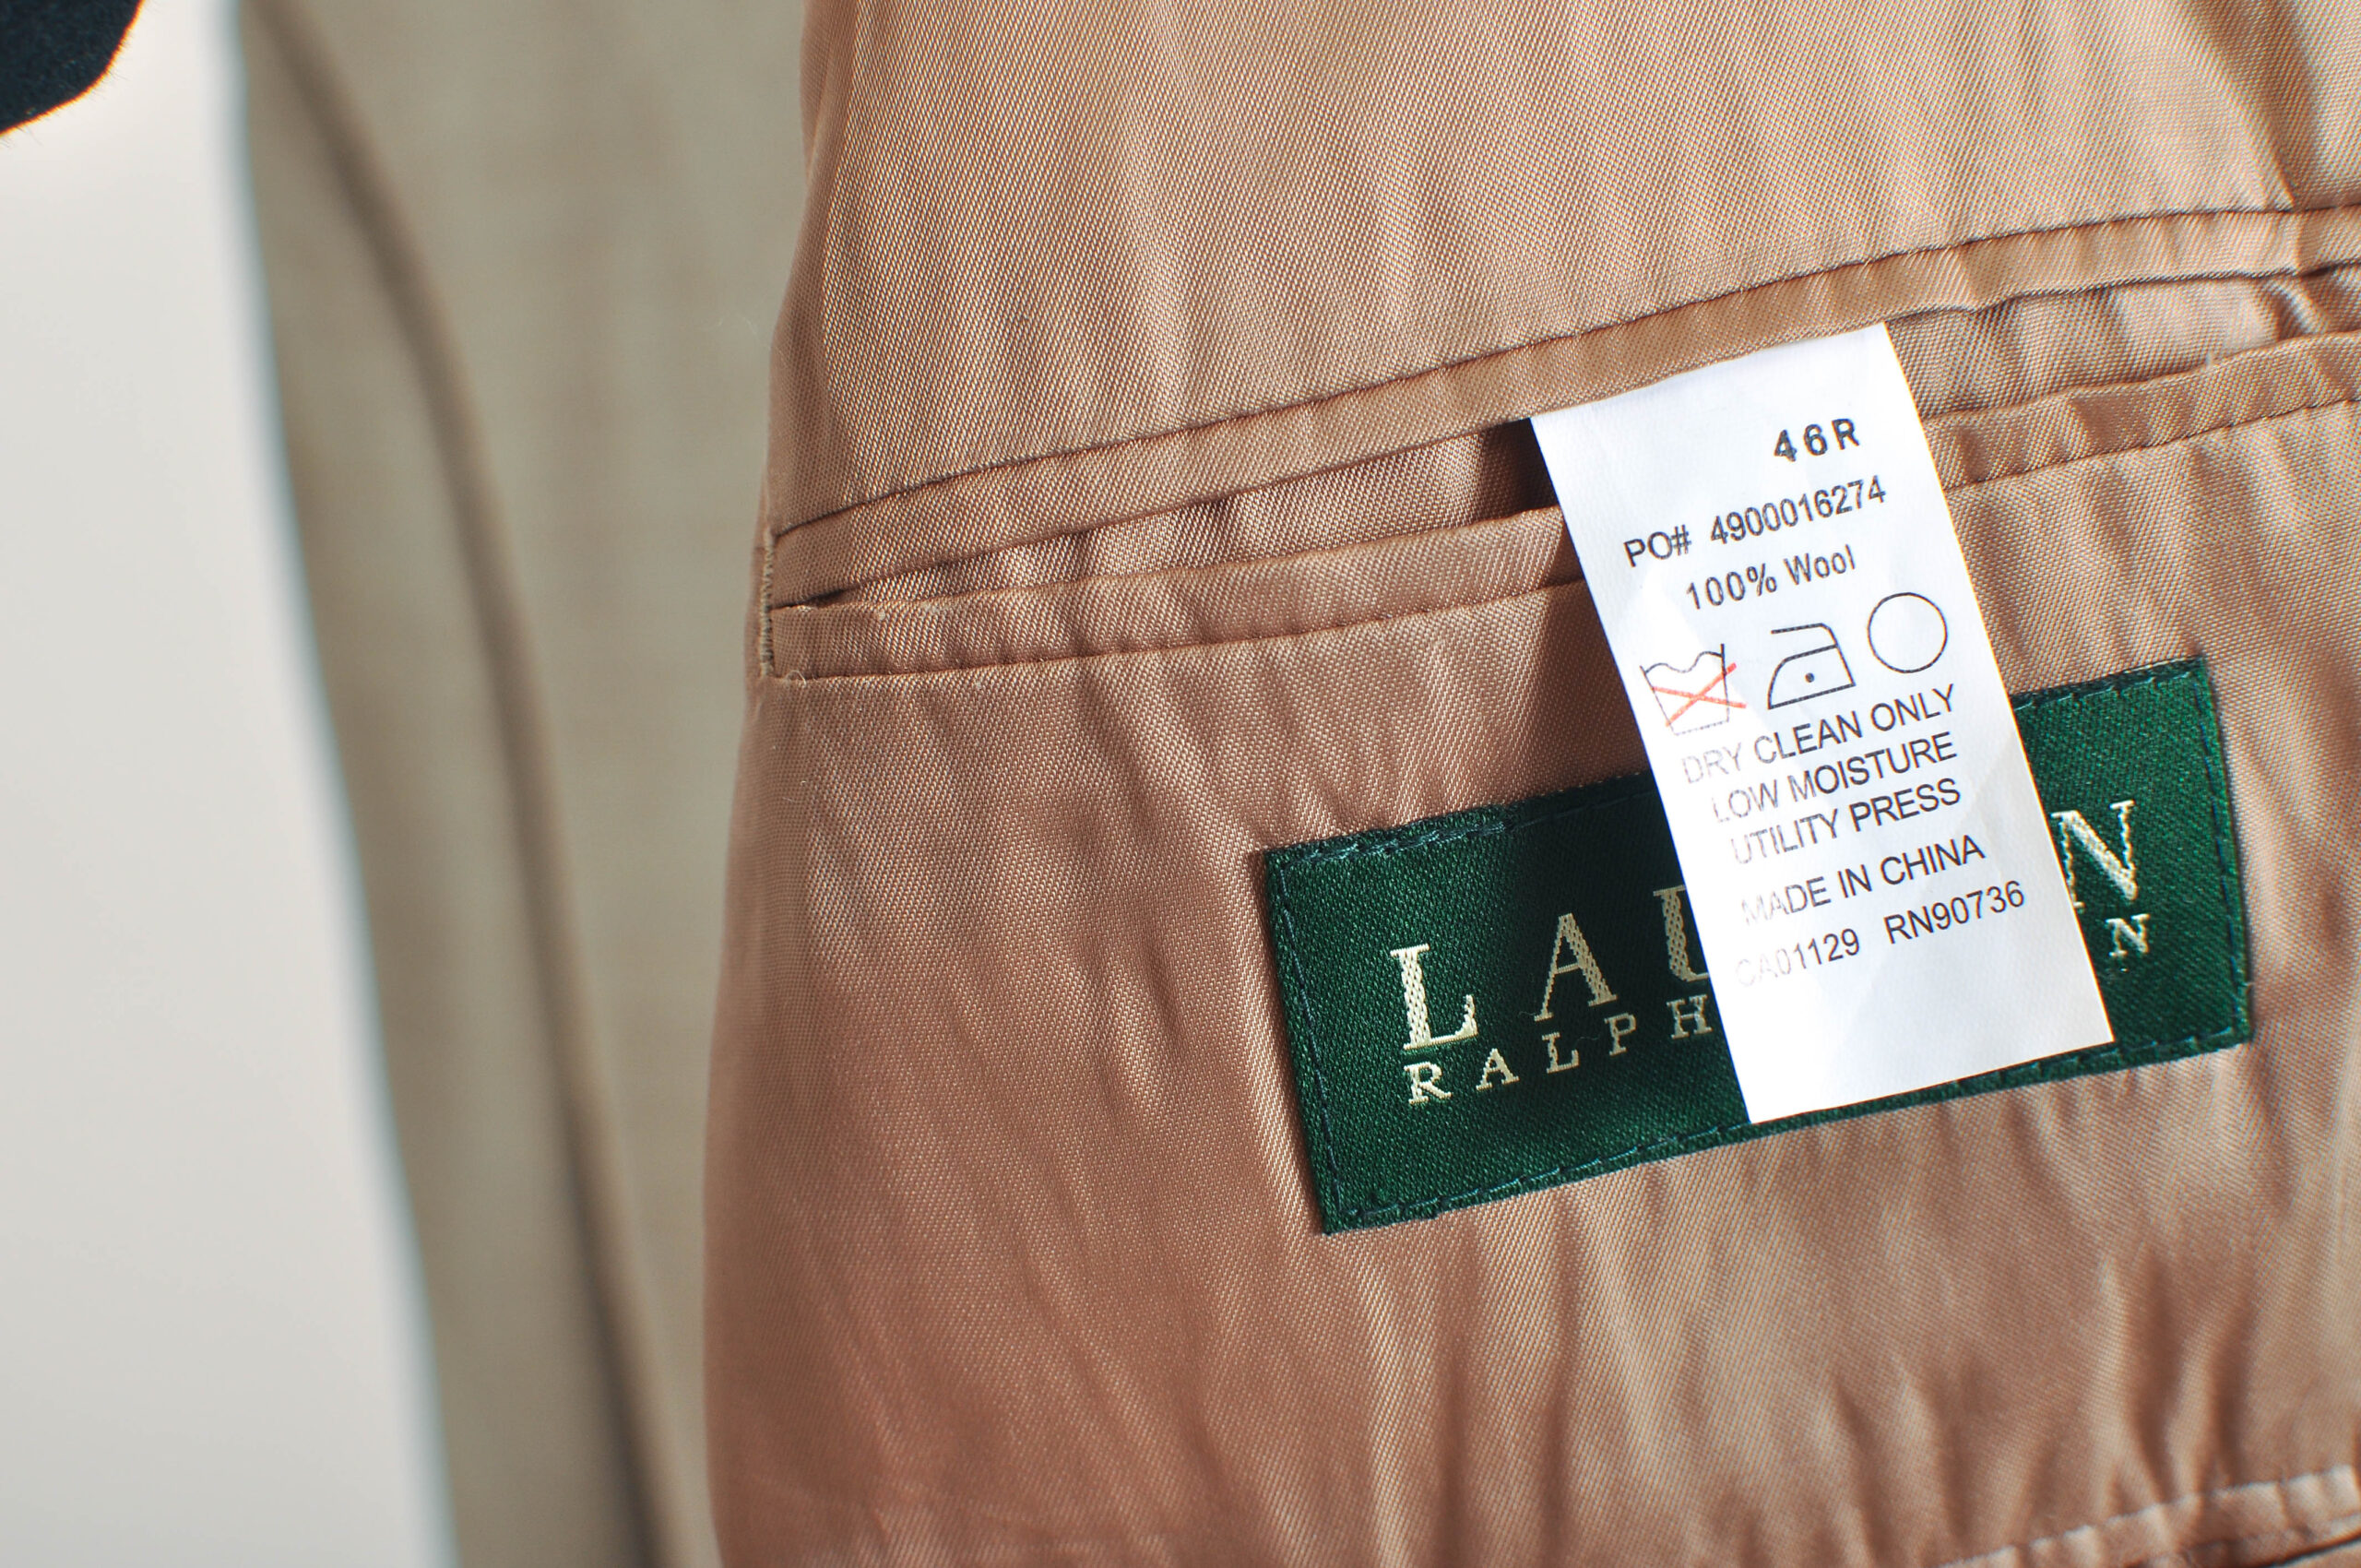 46R
PO# 4900016274
100% Wool
DRY CLEAN ONLY
LOW MOISTURE
UTILITY PRESS
MADE IN CHINA
CA01129 RN90736
LAU N
RALPH N